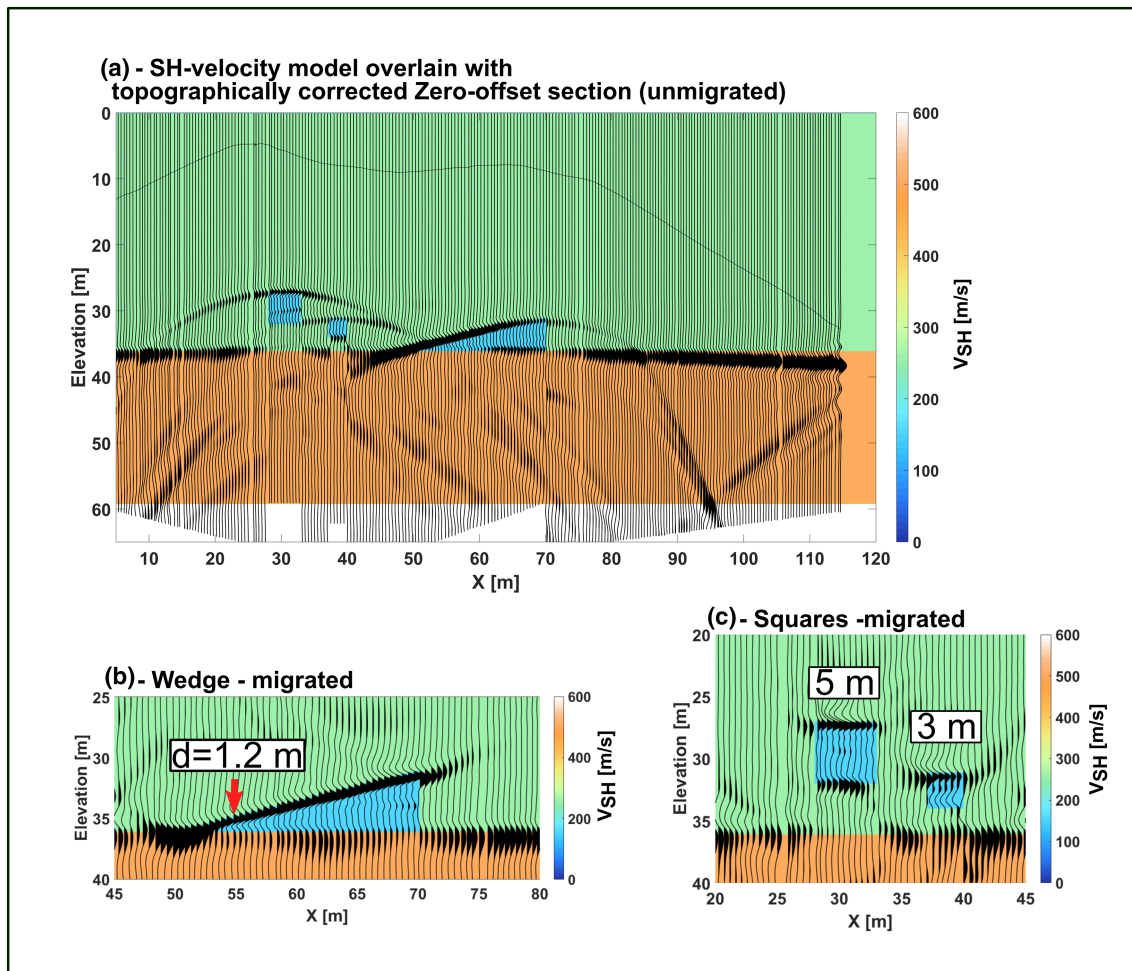 (a) - SH-velocity model overlain with
topographically corrected Zero-offset section (unmigrated)
0
10
20
30
40
50
60
Elevation [m]
10 20 30 40 50 60 70 80 90 100 110 120
X [m]
600
500
400
300
200
100
0
VSH [m/s]
(b) - Wedge - migrated
25
30
35
40
Elevation [m]
d=1.2 m
45 50 55 60 65 70 75 80
X [m]
600
400
200
0
VSH [m/s]
(c) - Squares -migrated
20
25
30
35
40
Elevation [m]
5 m
3 m
20 25 30 35 40 45
X [m]
600
500
400
300
200
100
0
VSH [m/s]